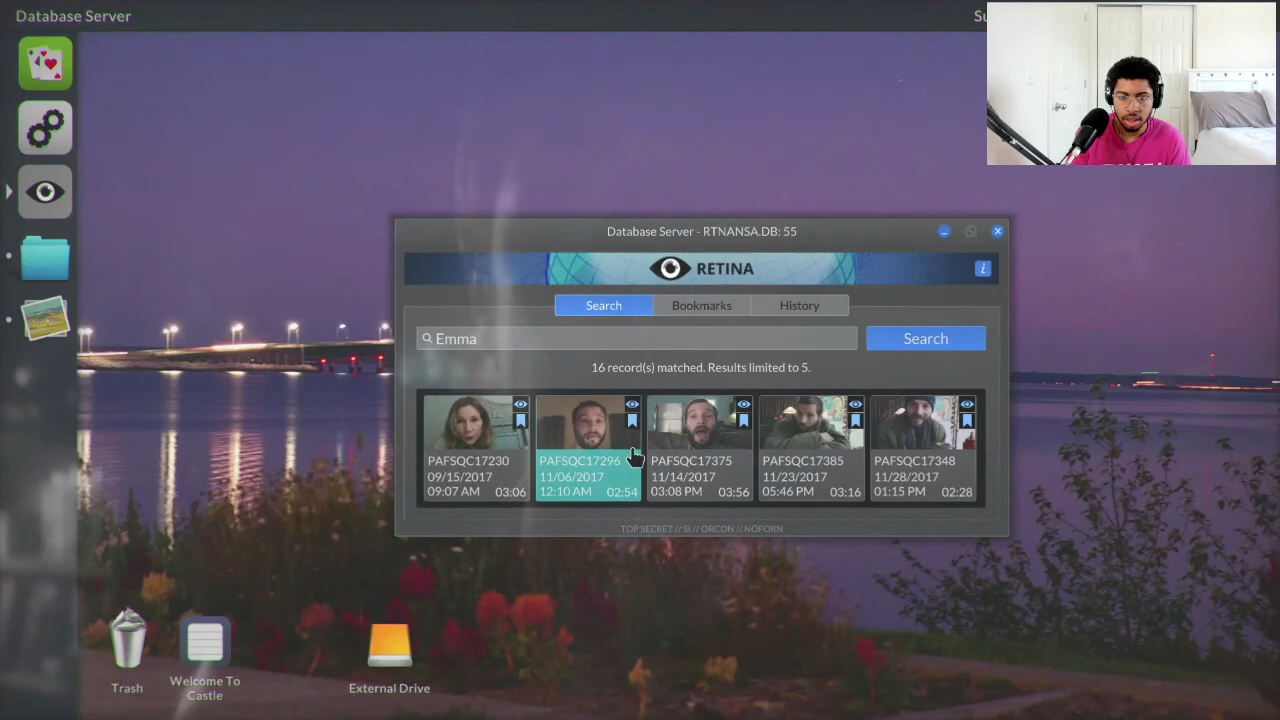 Database Server
Su
Database Server - RTNANSA.DB: 55
RETINA
i
Search
Bookmarks
History
Emma
Search
16 record(s) matched. Results limited to 5.
PAFSQC17230
09/15/2017
09:07 AM 03:06
PAFSQC17296
11/06/2017
12:10 AM 02:54
PAFSQC17375
11/14/2017
03:08 PM 03:56
PAFSQC17385
11/23/2017
05:46 PM 03:16
PAFSQC17348
11/28/2017
01:15 PM 02:28
TOP SECRET // SI // ORCON // NOFORN
Trash
Welcome To
Castle
External Drive